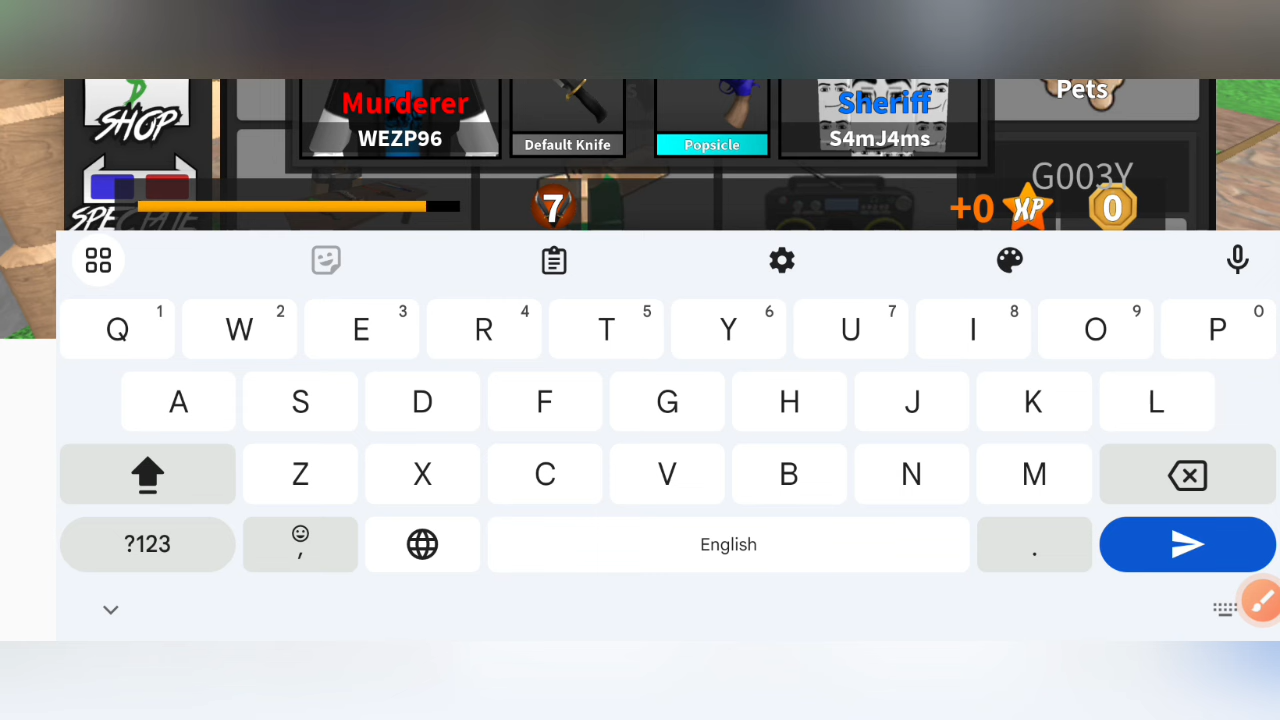 SHOP
Murderer
WEZP96
Default Knife
Popsicle
Sheriff
S4mJ4ms
Pets
G003Y
SPECTATE
7
+0 XP 0
Q 1 W 2 E 3 R 4 T 5 Y 6 U 7 I 8 O 9 P 0
A S D F G H J K L
Z X C V B N M
?123 , English .